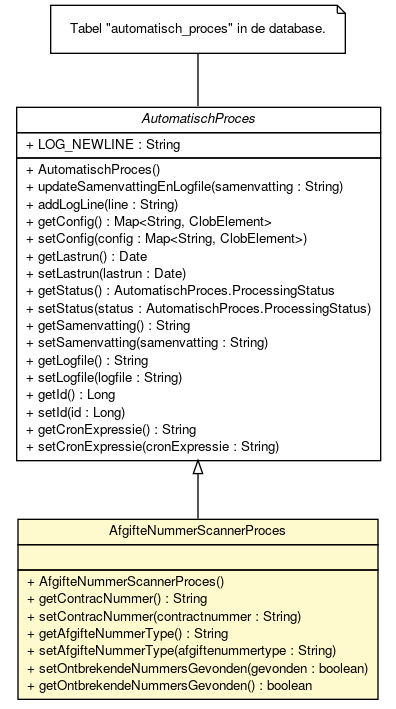 Tabel "automatisch_proces" in de database.
AutomatischProces
+ LOG_NEWLINE : String
+ AutomatischProces()
+ updateSamenvattingEnLogfile(samenvatting : String)
+ addLogLine(line : String)
+ getConfig() : Map<String, ClobElement>
+ setConfig(config : Map<String, ClobElement>)
+ getLastrun() : Date
+ setLastrun(lastrun : Date)
+ getStatus() : AutomatischProces.ProcessingStatus
+ setStatus(status : AutomatischProces.ProcessingStatus)
+ getSamenvatting() : String
+ setSamenvatting(samenvatting : String)
+ getLogfile() : String
+ setLogfile(logfile : String)
+ getId() : Long
+ setId(id : Long)
+ getCronExpressie() : String
+ setCronExpressie(cronExpressie : String)
AfgifteNummerScannerProces
+ AfgifteNummerScannerProces()
+ getContracNummer() : String
+ setContracNummer(contractnummer : String)
+ getAfgifteNummerType() : String
+ setAfgifteNummerType(afgiftenummertype : String)
+ setOntbrekendeNummersGevonden(gevonden : boolean)
+ getOntbrekendeNummersGevonden() : boolean